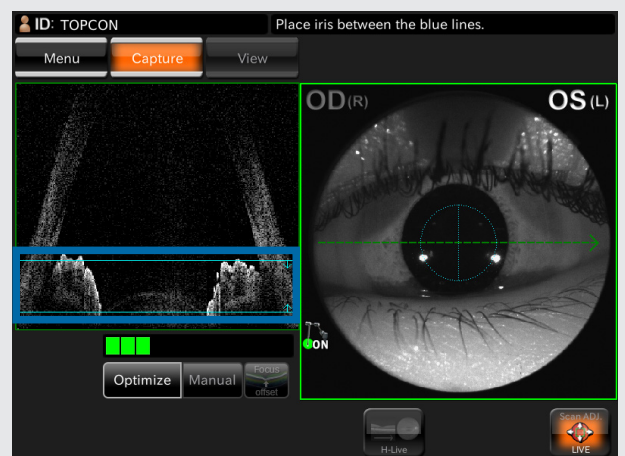 ID: TOPCON
Place iris between the blue lines.
Menu
Capture
View
OD(R)
OS(L)
ON
Optimize
Manual
Focus
offset
H-Live
Scan ADJ.
LIVE